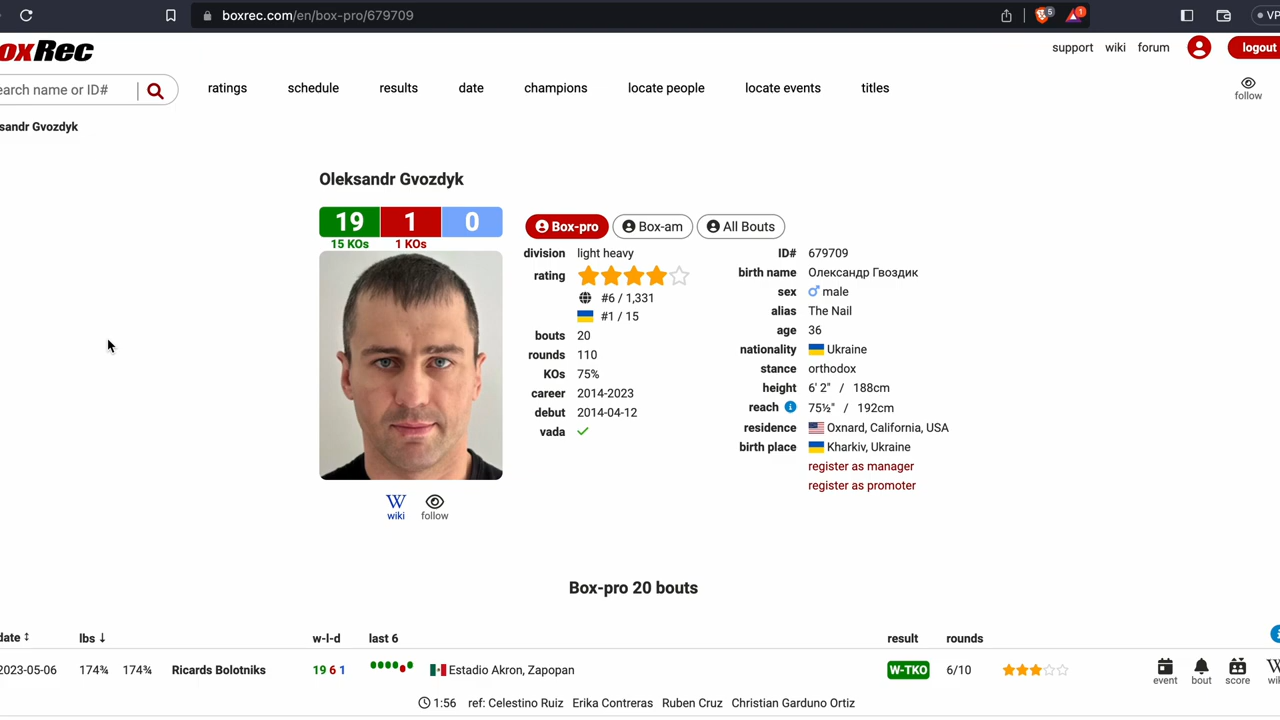 boxrec.com/en/box-pro/679709
5
1
VP
oxRec
support wiki forum logout
earch name or ID#
ratings schedule results date champions locate people locate events titles
follow
sandr Gvozdyk
Oleksandr Gvozdyk
19 1 0
15 KOs 1 KOs
Box-pro Box-am All Bouts
division light heavy
rating
#6 / 1,331
#1 / 15
bouts 20
rounds 110
KOs 75%
career 2014-2023
debut 2014-04-12
vada
ID# 679709
birth name Олександр Гвоздик
sex male
alias The Nail
age 36
nationality Ukraine
stance orthodox
height 6' 2" / 188cm
reach 75½" / 192cm
residence Oxnard, California, USA
birth place Kharkiv, Ukraine
register as manager
register as promoter
W
wiki follow
Box-pro 20 bouts
date lbs w-l-d last 6 result rounds
2023-05-06 174¾ 174¾ Ricards Bolotniks 19 6 1 Estadio Akron, Zapopan W-TKO 6/10
event bout score wik
1:56 ref: Celestino Ruiz Erika Contreras Ruben Cruz Christian Garduno Ortiz